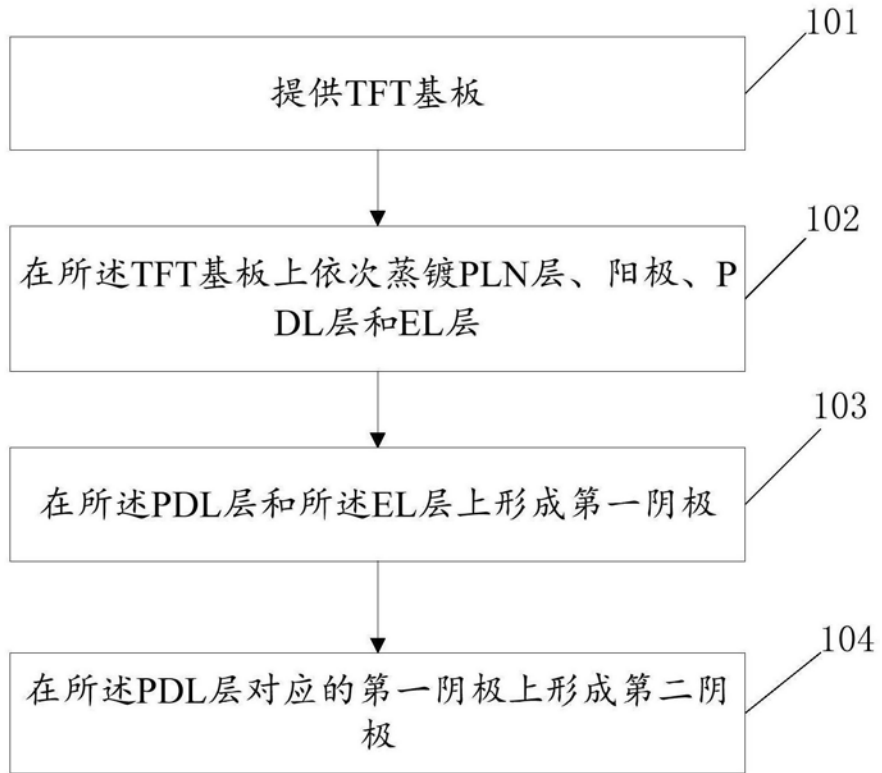 101
提供TFT基板
102
在所述TFT基板上依次蒸镀PLN层、阳极、P
DL层和EL层
103
在所述PDL层和所述EL层上形成第一阴极
104
在所述PDL层对应的第一阴极上形成第二阴
极